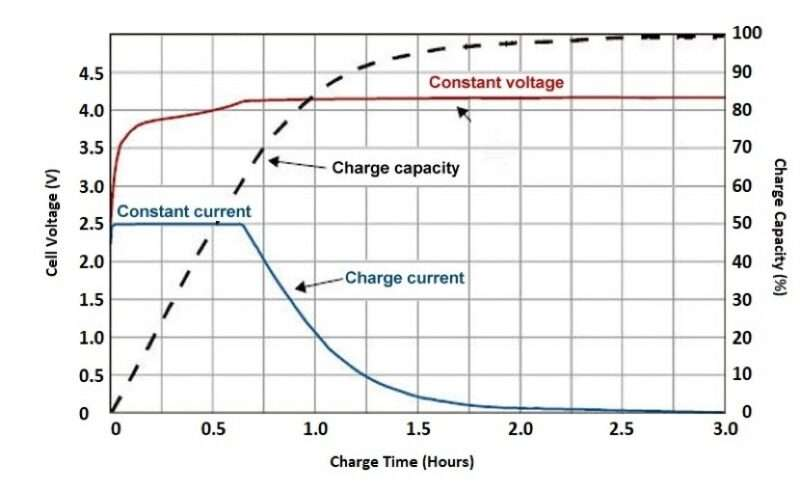 100
4.5
90
Constant voltage
4.0
80
3.5
70
Charge capacity
3.0
60
Constant current
2.5
50
2.0
40
Charge current
1.5
30
1.0
20
0.5
10
0
0
0 0.5 1.0 1.5 2.0 2.5 3.0
Cell Voltage (V)
Charge Capacity (%)
Charge Time (Hours)